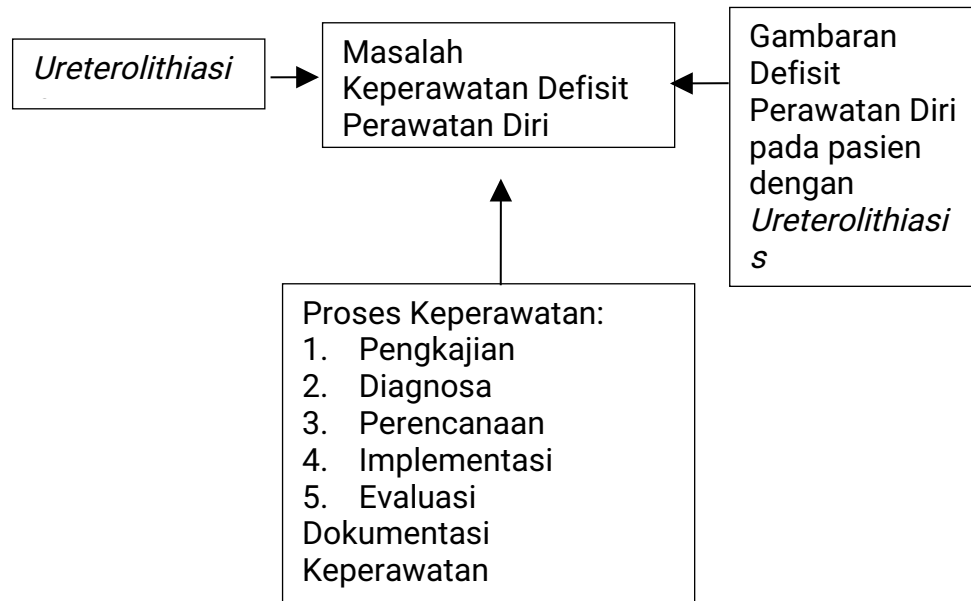 Ureterolithiasi
Masalah
Keperawatan Defisit
Perawatan Diri
Gambaran
Defisit
Perawatan Diri
pada pasien
dengan
Ureterolithiasi
s
Proses Keperawatan:
1. Pengkajian
2. Diagnosa
3. Perencanaan
4. Implementasi
5. Evaluasi
Dokumentasi
Keperawatan